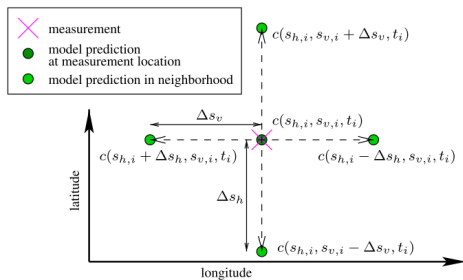 measurement
model prediction
at measurement location
model prediction in neighborhood
c(s_{h,i}, s_{v,i} + Δs_v, t_i)
Δs_v
c(s_{h,i}, s_{v,i}, t_i)
c(s_{h,i} + Δs_h, s_{v,i}, t_i)
c(s_{h,i} − Δs_h, s_{v,i}, t_i)
Δs_h
latitude
c(s_{h,i}, s_{v,i} − Δs_v, t_i)
longitude